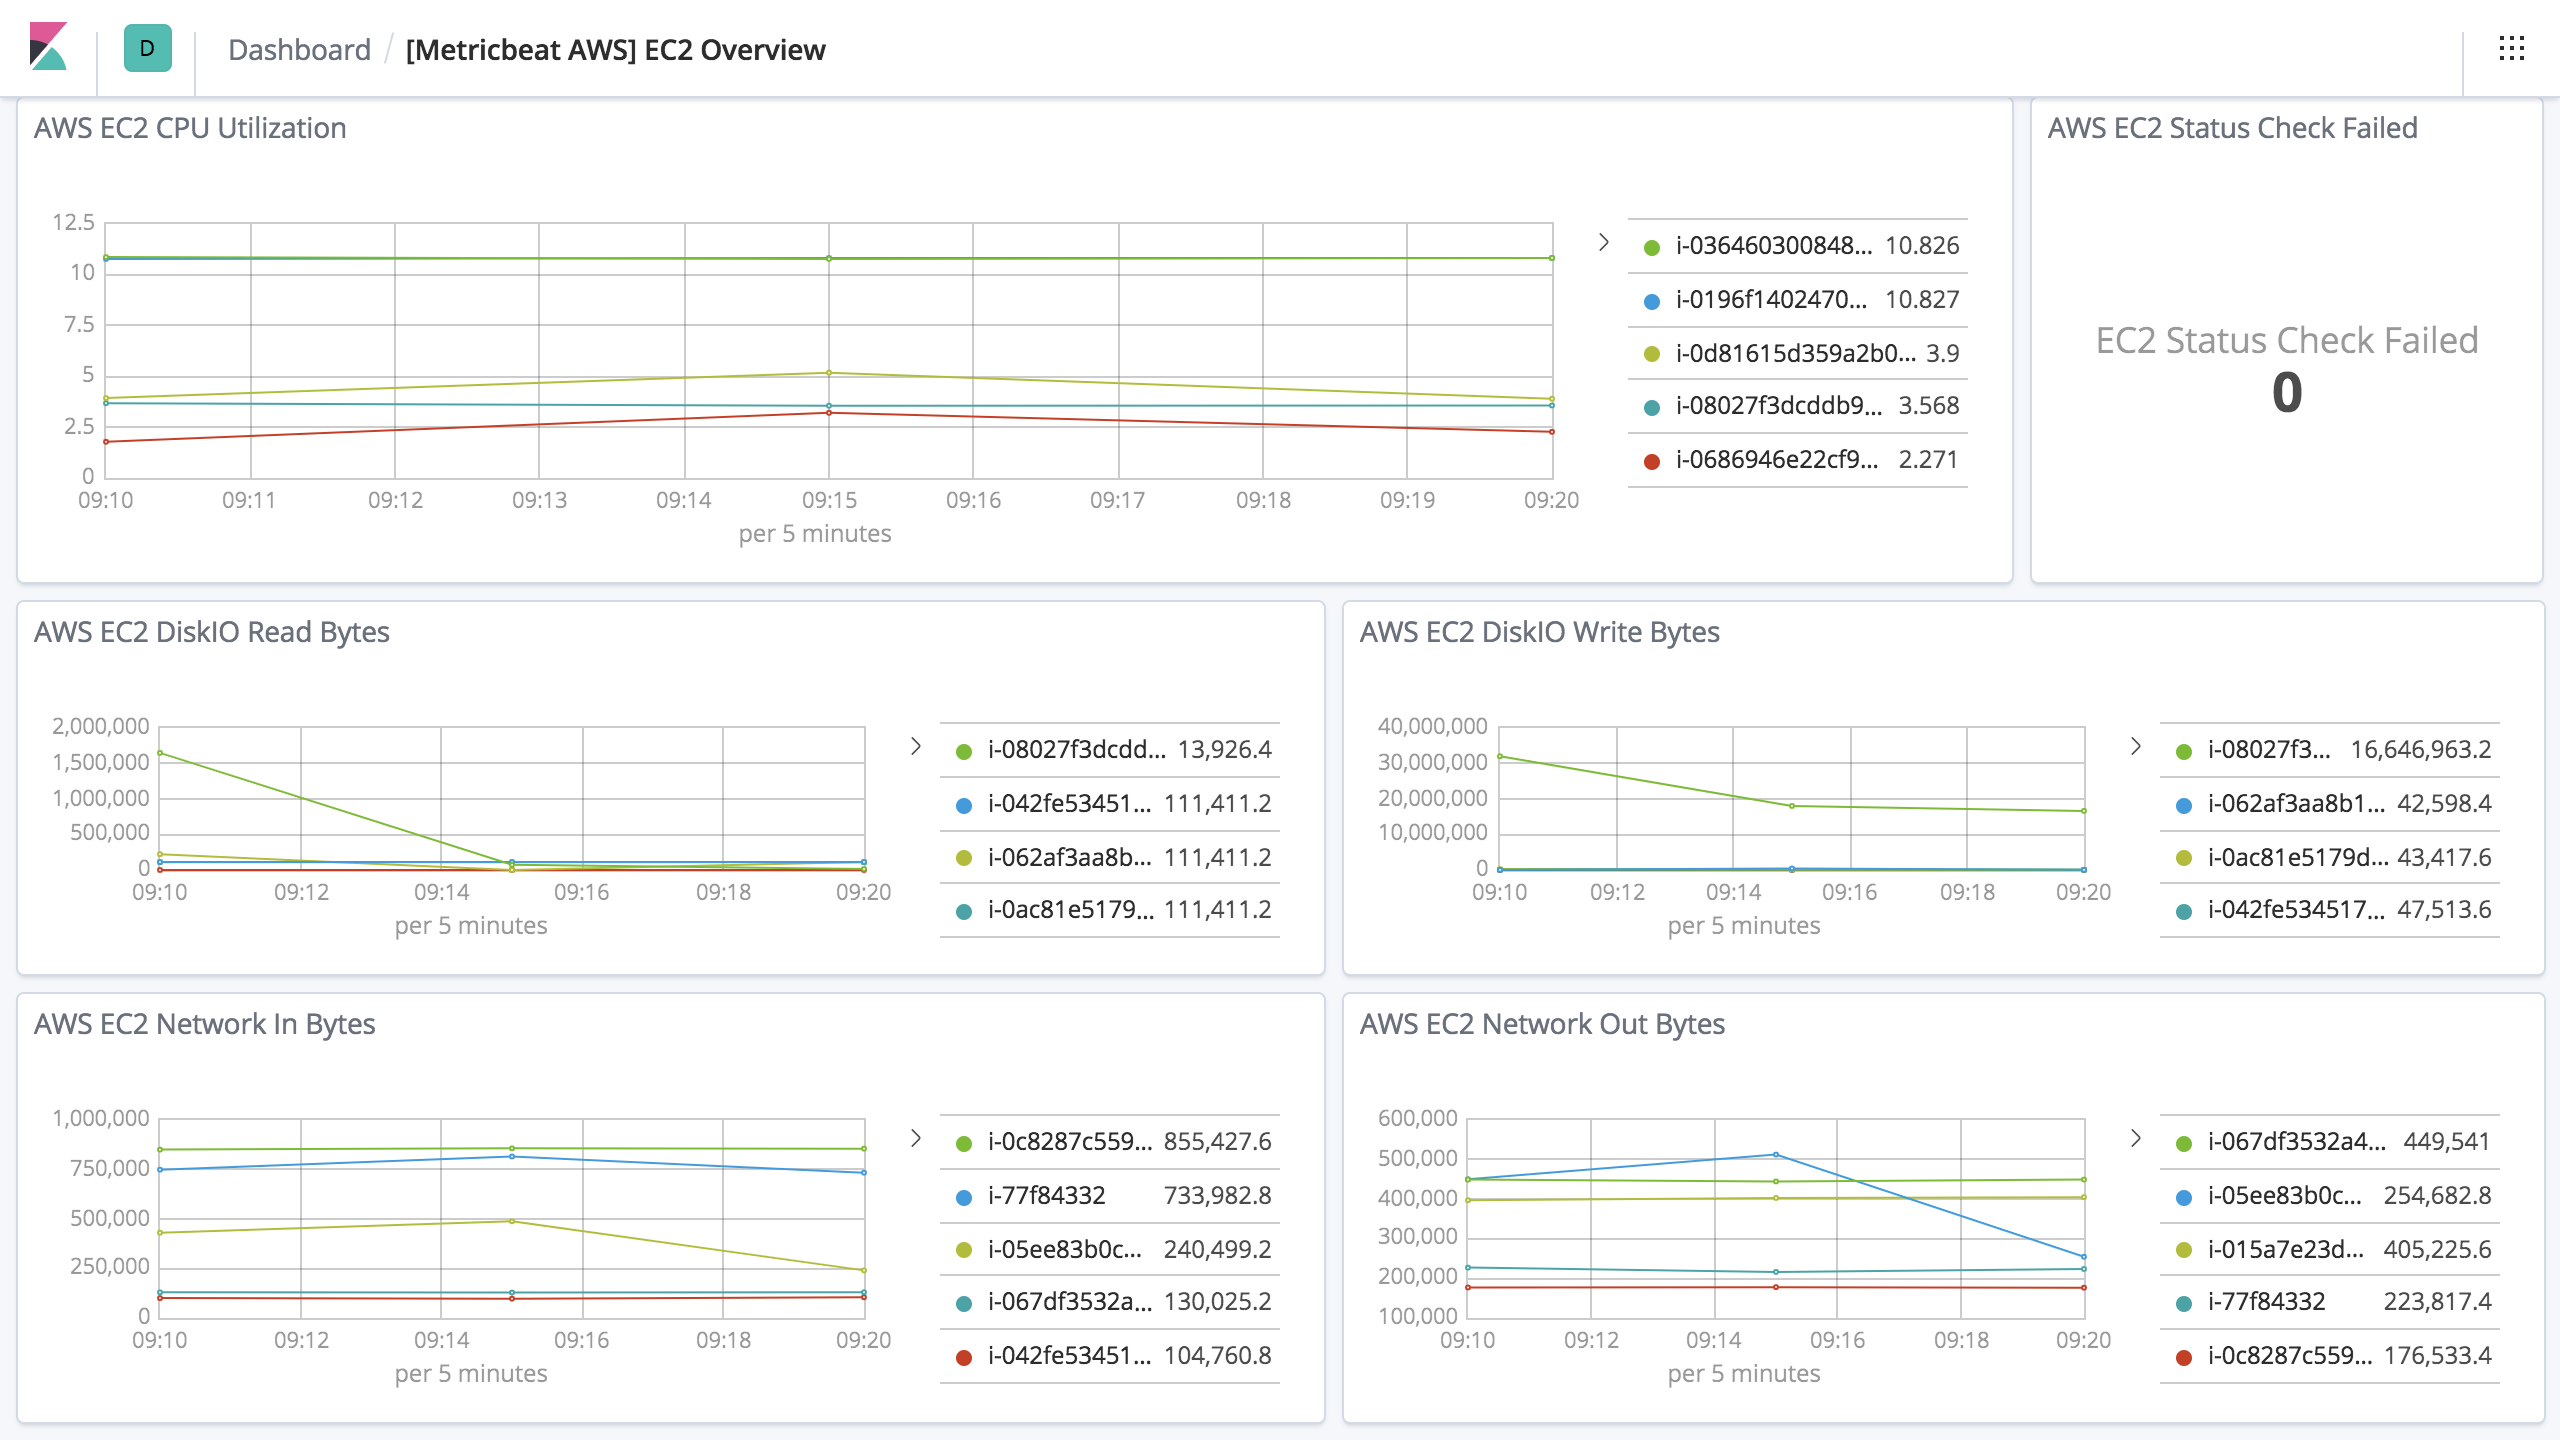 D
Dashboard / [Metricbeat AWS] EC2 Overview
AWS EC2 CPU Utilization
12.5
10
7.5
5
2.5
0
09:10 09:11 09:12 09:13 09:14 09:15 09:16 09:17 09:18 09:19 09:20
per 5 minutes
i-036460300848... 10.826
i-0196f1402470... 10.827
i-0d81615d359a2b0... 3.9
i-08027f3dcddb9... 3.568
i-0686946e22cf9... 2.271
AWS EC2 Status Check Failed
EC2 Status Check Failed
0
AWS EC2 DiskIO Read Bytes
2,000,000
1,500,000
1,000,000
500,000
0
09:10 09:12 09:14 09:16 09:18 09:20
per 5 minutes
i-08027f3dcdd... 13,926.4
i-042fe53451... 111,411.2
i-062af3aa8b... 111,411.2
i-0ac81e5179... 111,411.2
AWS EC2 DiskIO Write Bytes
40,000,000
30,000,000
20,000,000
10,000,000
0
09:10 09:12 09:14 09:16 09:18 09:20
per 5 minutes
i-08027f3... 16,646,963.2
i-062af3aa8b1... 42,598.4
i-0ac81e5179d... 43,417.6
i-042fe534517... 47,513.6
AWS EC2 Network In Bytes
1,000,000
750,000
500,000
250,000
0
09:10 09:12 09:14 09:16 09:18 09:20
per 5 minutes
i-0c8287c559... 855,427.6
i-77f84332 733,982.8
i-05ee83b0c... 240,499.2
i-067df3532a... 130,025.2
i-042fe53451... 104,760.8
AWS EC2 Network Out Bytes
600,000
500,000
400,000
300,000
200,000
100,000
09:10 09:12 09:14 09:16 09:18 09:20
per 5 minutes
i-067df3532a4... 449,541
i-05ee83b0c... 254,682.8
i-015a7e23d... 405,225.6
i-77f84332 223,817.4
i-0c8287c559... 176,533.4